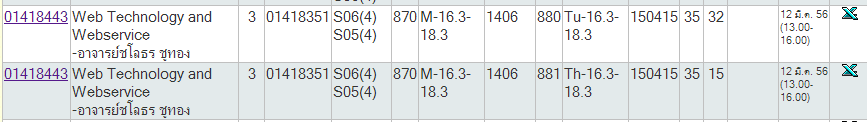 S05(4)
01418443 Web Technology and 3 01418351 S06(4) 870 M-16.3- 1406 880 Tu-16.3- 150415 35 32 12 มี.ค. 56
Webservice S05(4) 18.3 18.3 (13.00-
-อาจารย์ชโลธร ชูทอง 16.00)
01418443 Web Technology and 3 01418351 S06(4) 870 M-16.3- 1406 881 Th-16.3- 150415 35 15 12 มี.ค. 56
Webservice S05(4) 18.3 18.3 (13.00-
-อาจารย์ชโลธร ชูทอง 16.00)